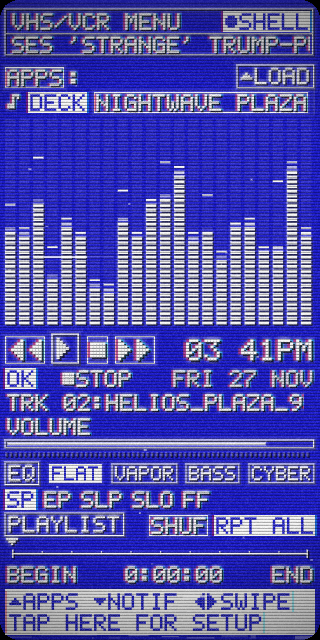 VHS/VCR MENU ●SHELL
SES 'STRANGE' TRUMP-P
APPS: ▲LOAD
♪ DECK NIGHTWAVE PLAZA
03 41PM
OK ■STOP FRI 27 NOV
TRK 02:HELIOS_PLAZA_9
VOLUME
EQ FLAT VAPOR BASS CYBER
SP EP SLP SLO FF
PLAYLIST SHUF RPT ALL
BEGIN 0:00:00 END
▲APPS ▼NOTIF ◀▶SWIPE
TAP HERE FOR SETUP